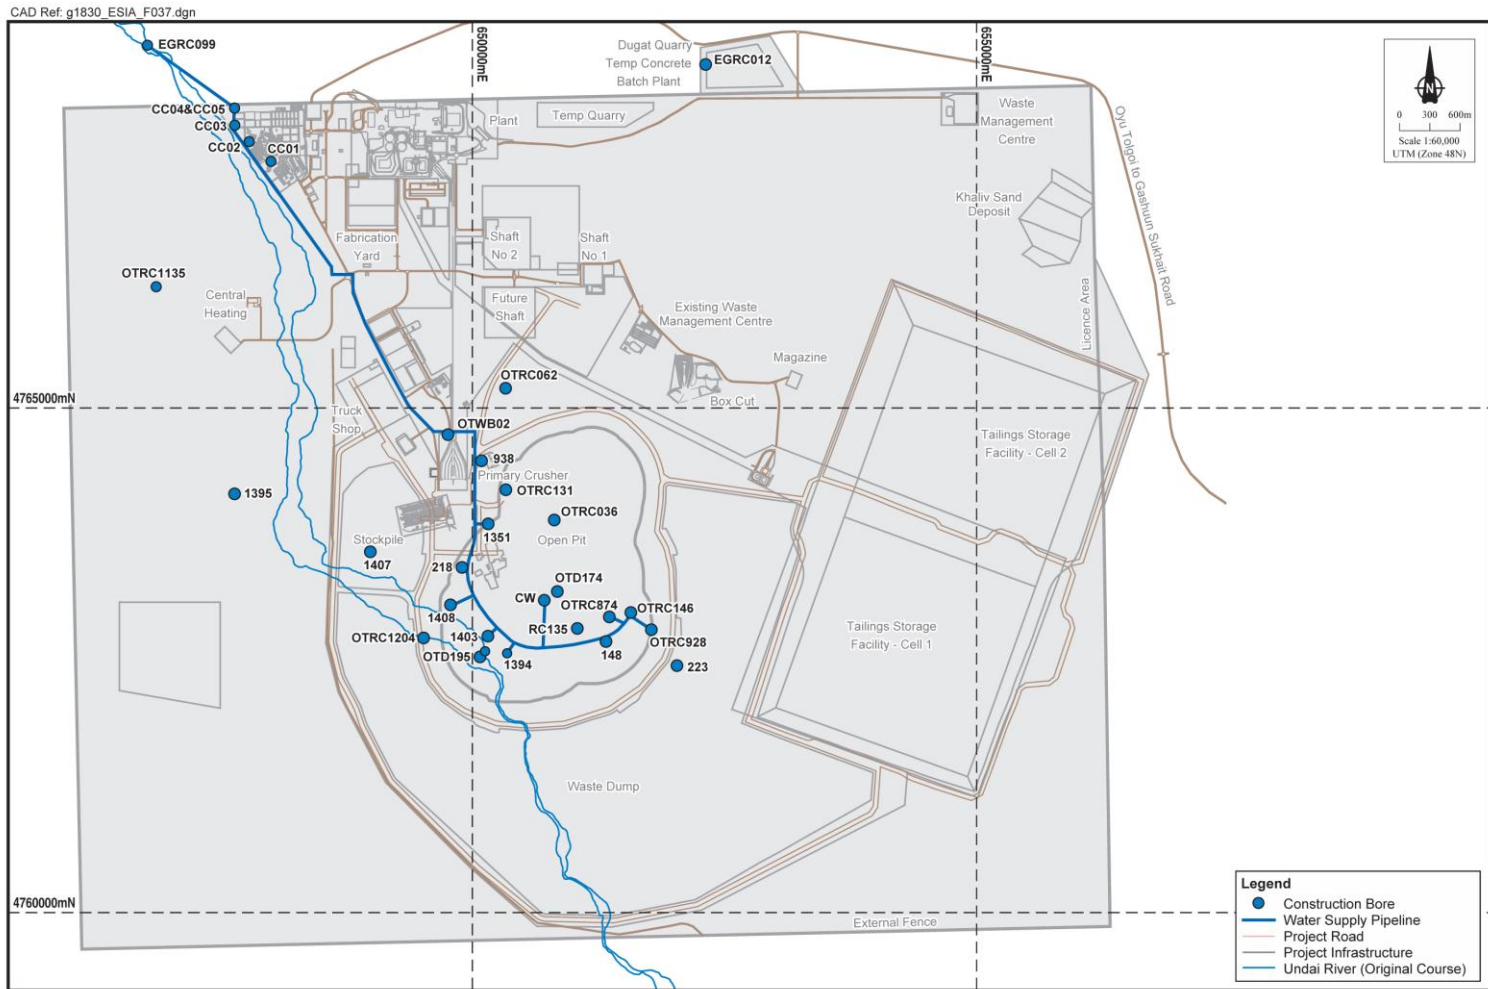 CAD Ref: g1830_ESIA_F037.dgn
EGRC099
650000mE
655000mE
Dugat Quarry
Temp Concrete
Batch Plant
EGRC012
N
0 300 600m
Scale 1:60,000
UTM (Zone 48N)
CC04&CC05
CC03
CC02
CC01
Plant
Temp Quarry
Waste
Management
Centre
Oyu Tolgoi to Gashuun Sukhait Road
Khaliv Sand
Deposit
Fabrication
Yard
Shaft
No 2
Shaft
No 1
OTRC1135
Central
Heating
Future
Shaft
Existing Waste
Management Centre
Licence Area
Magazine
OTRC062
Box Cut
4765000mN
Truck
Shop
OTWB02
Tailings Storage
Facility - Cell 2
938
Primary Crusher
1395
OTRC131
OTRC036
Open Pit
1351
Stockpile
1407
218
OTD174
CW
OTRC874
OTRC146
1408
RC135
1403
OTRC1204
OTRC928
OTD195
1394
148
223
Tailings Storage
Facility - Cell 1
Waste Dump
4760000mN
External Fence
Legend
Construction Bore
Water Supply Pipeline
Project Road
Project Infrastructure
Undai River (Original Course)